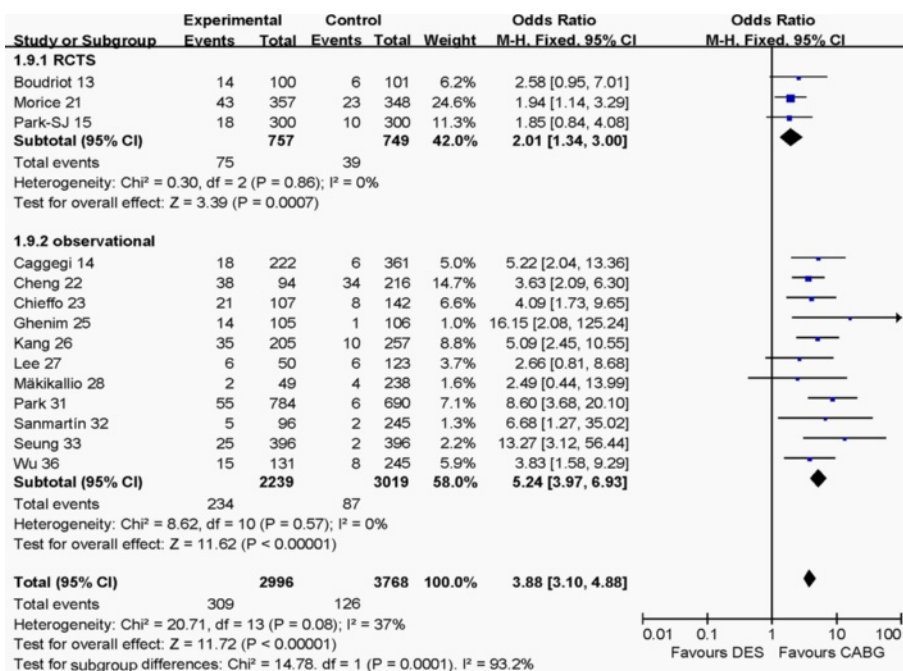 Experimental Control Odds Ratio Odds Ratio
Study or Subgroup Events Total Events Total Weight M-H, Fixed, 95% CI M-H, Fixed, 95% CI
1.9.1 RCTS
Boudriot 13 14 100 6 101 6.2% 2.58 [0.95, 7.01]
Morice 21 43 357 23 348 24.6% 1.94 [1.14, 3.29]
Park-SJ 15 18 300 10 300 11.3% 1.85 [0.84, 4.08]
Subtotal (95% CI) 757 749 42.0% 2.01 [1.34, 3.00]
Total events 75 39
Heterogeneity: Chi² = 0.30, df = 2 (P = 0.86); I² = 0%
Test for overall effect: Z = 3.39 (P = 0.0007)
1.9.2 observational
Caggegi 14 18 222 6 361 5.0% 5.22 [2.04, 13.36]
Cheng 22 38 94 34 216 14.7% 3.63 [2.09, 6.30]
Chieffo 23 21 107 8 142 6.6% 4.09 [1.73, 9.65]
Ghenim 25 14 105 1 106 1.0% 16.15 [2.08, 125.24]
Kang 26 35 205 10 257 8.8% 5.09 [2.45, 10.55]
Lee 27 6 50 6 123 3.7% 2.66 [0.81, 8.68]
Mäkikallio 28 2 49 4 238 1.6% 2.49 [0.44, 13.99]
Park 31 55 784 6 690 7.1% 8.60 [3.68, 20.10]
Sanmartín 32 5 96 2 245 1.3% 6.68 [1.27, 35.02]
Seung 33 25 396 2 396 2.2% 13.27 [3.12, 56.44]
Wu 36 15 131 8 245 5.9% 3.83 [1.58, 9.29]
Subtotal (95% CI) 2239 3019 58.0% 5.24 [3.97, 6.93]
Total events 234 87
Heterogeneity: Chi² = 8.62, df = 10 (P = 0.57); I² = 0%
Test for overall effect: Z = 11.62 (P < 0.00001)
Total (95% CI) 2996 3768 100.0% 3.88 [3.10, 4.88]
Total events 309 126
Heterogeneity: Chi² = 20.71, df = 13 (P = 0.08); I² = 37%
Test for overall effect: Z = 11.72 (P < 0.00001)
Test for subgroup differences: Chi² = 14.78. df = 1 (P = 0.0001). I² = 93.2%
0.01 0.1 1 10 100
Favours DES Favours CABG